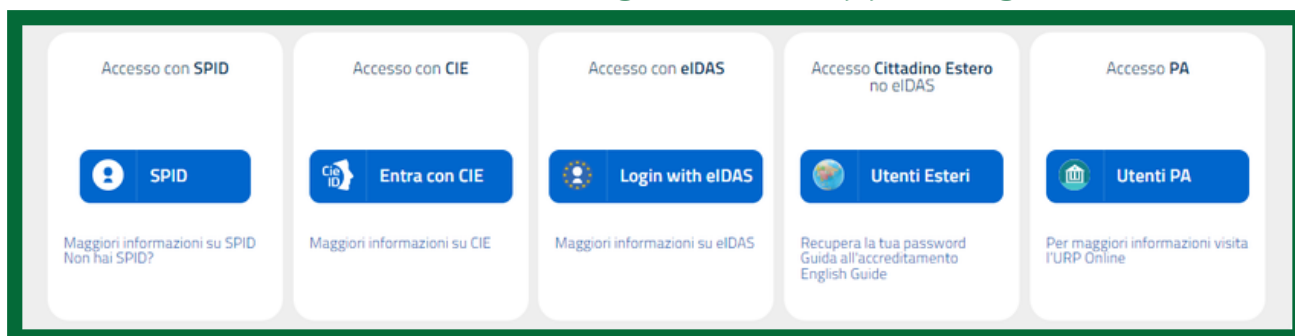 Accesso con SPID
SPID
Maggiori informazioni su SPID
Non hai SPID?
Accesso con CIE
Cie
ID
Entra con CIE
Maggiori informazioni su CIE
Accesso con eIDAS
Login with eIDAS
Maggiori informazioni su eIDAS
Accesso Cittadino Estero
no eIDAS
Utenti Esteri
Recupera la tua password
Guida all'accreditamento
English Guide
Accesso PA
Utenti PA
Per maggiori informazioni visita
l'URP Online